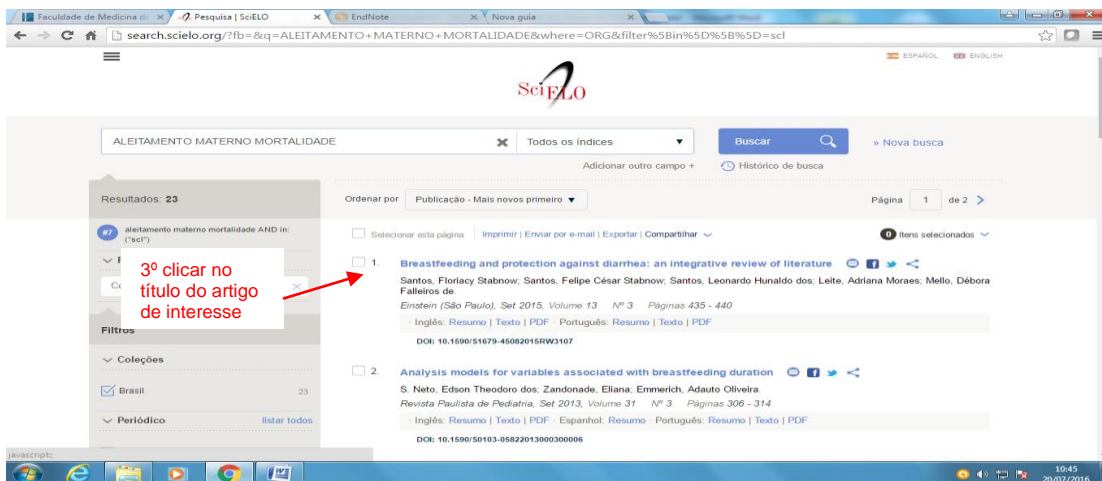 Faculdade de Medicina d
Pesquisa | SciELO
EndNote
Nova guia
search.scielo.org/?fb=&q=ALEITAMENTO+MATERNO+MORTALIDADE&where=ORG&filter%5Bin%5D%5B%5D=scl
ESPAÑOL ENGLISH
SciELO
ALEITAMENTO MATERNO MORTALIDADE
Todos os índices
Buscar
» Nova busca
Adicionar outro campo +
Histórico de busca
Resultados: 23
Ordenar por Publicação - Mais novos primeiro
Página 1 de 2
#7 aleitamento materno mortalidade AND in:
("scl")
Selecionar esta página Imprimir | Enviar por e-mail | Exportar | Compartilhar
0 Itens selecionados
3º clicar no
título do artigo
de interesse
1. Breastfeeding and protection against diarrhea: an integrative review of literature
Santos, Floriacy Stabnow; Santos, Felipe César Stabnow; Santos, Leonardo Hunaldo dos; Leite, Adriana Moraes; Mello, Débora
Falleiros de.
Einstein (São Paulo), Set 2015, Volume 13 Nº 3 Páginas 435 - 440
· Inglês: Resumo | Texto | PDF · Português: Resumo | Texto | PDF
DOI: 10.1590/S1679-45082015RW3107
Filtros
Coleções
Brasil 23
Periódico listar todos
2. Analysis models for variables associated with breastfeeding duration
S. Neto, Edson Theodoro dos; Zandonade, Eliana; Emmerich, Adauto Oliveira.
Revista Paulista de Pediatria, Set 2013, Volume 31 Nº 3 Páginas 306 - 314
· Inglês: Resumo | Texto | PDF · Espanhol: Resumo · Português: Resumo | Texto | PDF
DOI: 10.1590/S0103-05822013000300006
javascript:;
10:45
20/07/2016